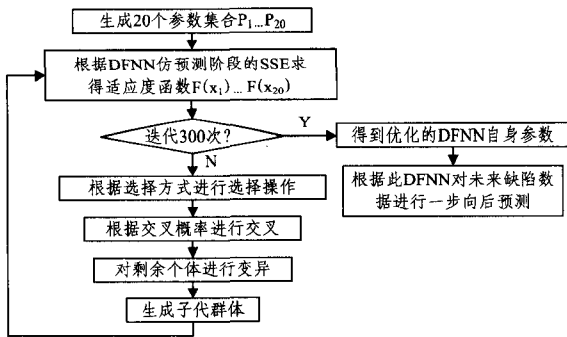 生成20个参数集合P₁…P₂₀
根据DFNN仿预测阶段的SSE求
得适应度函数F(x₁)…F(x₂₀)
迭代300次?
Y
N
得到优化的DFNN自身参数
根据此DFNN对未来缺陷数
据进行一步向后预测
根据选择方式进行选择操作
根据交叉概率进行交叉
对剩余个体进行变异
生成子代群体